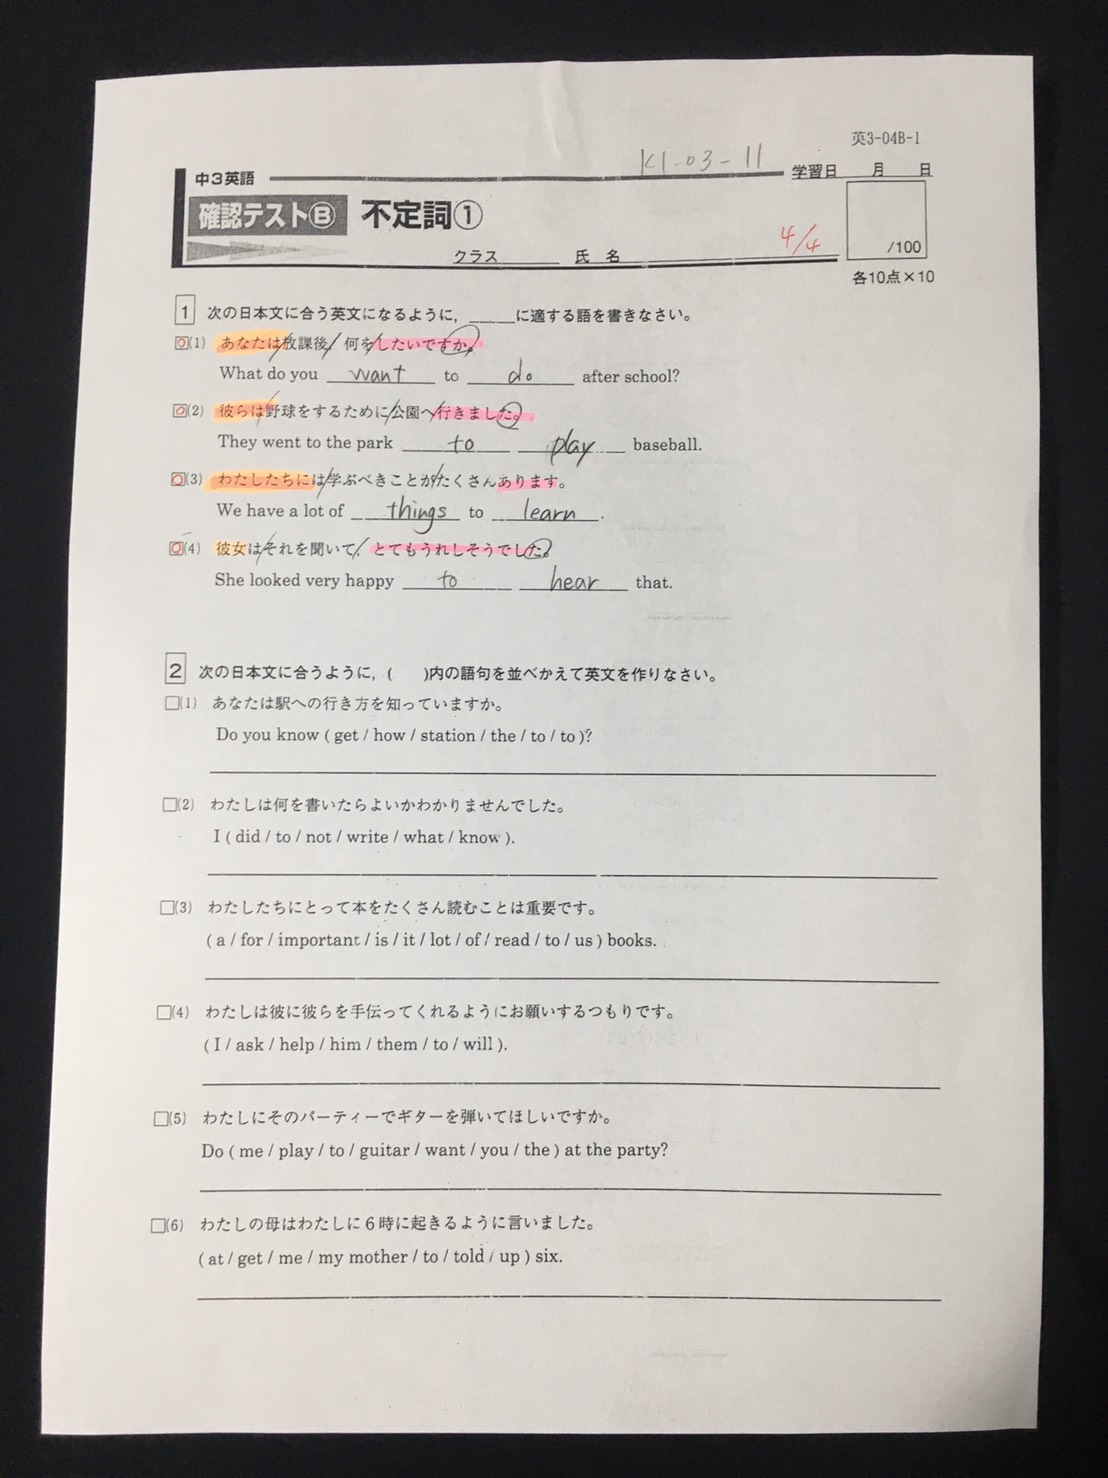 英3-04B-1
K1-03-11
中3英語
学習日 月 日
確認テストⒷ 不定詞①
4/4
/100
クラス 氏名
各10点×10
1 次の日本文に合う英文になるように, ____に適する語を書きなさい。
(1) あなたは放課後, 何をしたいですか。
What do you want to do after school?
(2) 彼らは野球をするために公園へ行きました。
They went to the park to play baseball.
(3) わたしたちには学ぶべきことがたくさんあります。
We have a lot of things to learn.
(4) 彼女はそれを聞いて, とてもうれしそうでした。
She looked very happy to hear that.
2 次の日本文に合うように, ( )内の語句を並べかえて英文を作りなさい。
□(1) あなたは駅への行き方を知っていますか。
Do you know ( get / how / station / the / to / to )?
□(2) わたしは何を書いたらよいかわかりませんでした。
I ( did / to / not / write / what / know ).
□(3) わたしたちにとって本をたくさん読むことは重要です。
( a / for / important / is / it / lot / of / read / to / us ) books.
□(4) わたしは彼に彼らを手伝ってくれるようにお願いするつもりです。
( I / ask / help / him / them / to / will ).
□(5) わたしにそのパーティーでギターを弾いてほしいですか。
Do ( me / play / to / guitar / want / you / the ) at the party?
□(6) わたしの母はわたしに6時に起きるように言いました。
( at / get / me / my mother / to / told / up ) six.